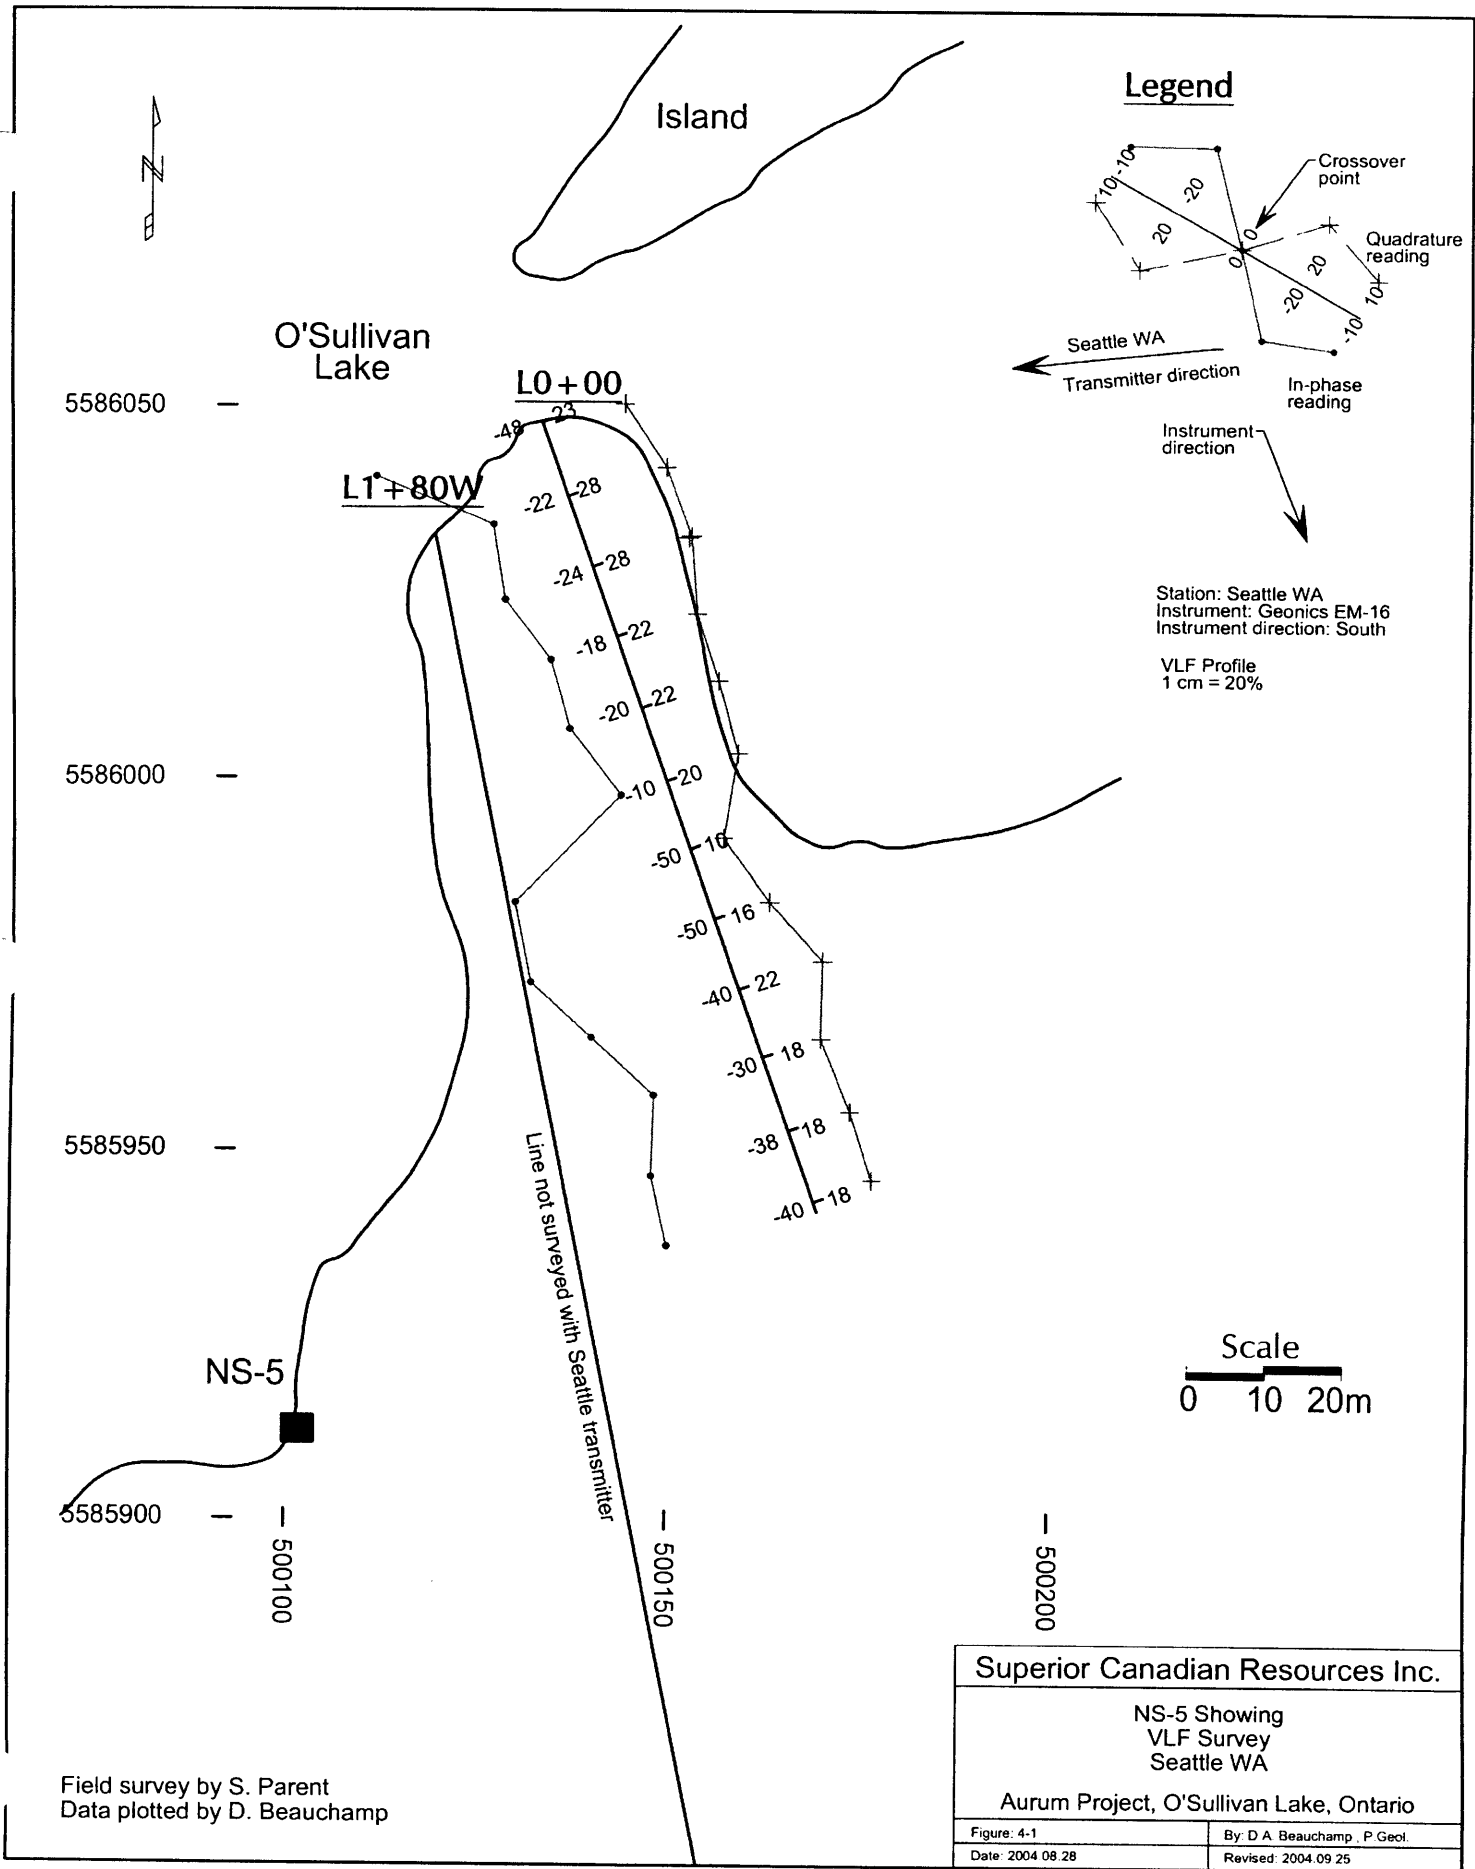 Legend
Island
N
-10
10
-20
20
Crossover
point
0
0
Quadrature
reading
20
-20
10
-10
Seattle WA
Transmitter direction
In-phase
reading
Instrument
direction
O'Sullivan
Lake
5586050
L0+00
-48 23
L1+80W
-22 28
-24 28
-18 22
-20 22
-10 20
-50 10
-50 16
-40 22
-30 18
-38 18
-40 18
Station: Seattle WA
Instrument: Geonics EM-16
Instrument direction: South
VLF Profile
1 cm = 20%
5586000
5585950
Line not surveyed with Seattle transmitter
NS-5
Scale
0 10 20m
5585900
500100
500150
500200
Superior Canadian Resources Inc.
NS-5 Showing
VLF Survey
Seattle WA
Aurum Project, O'Sullivan Lake, Ontario
Figure: 4-1
By: D A Beauchamp , P.Geol.
Date: 2004 08.28
Revised: 2004.09 25
Field survey by S. Parent
Data plotted by D. Beauchamp